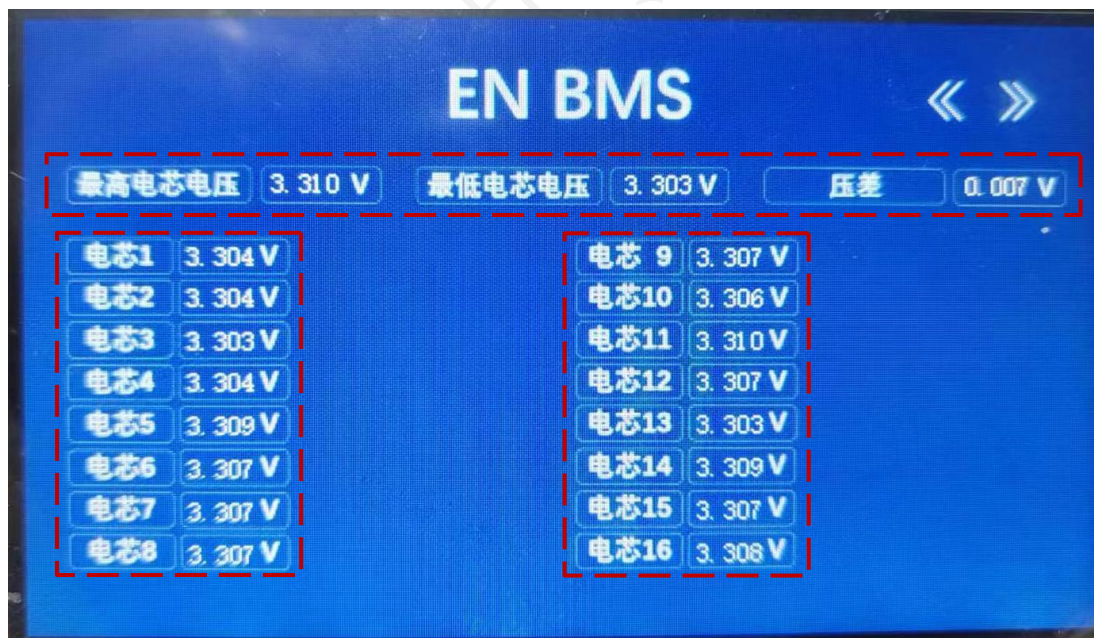 EN BMS
最高电芯电压 3.310 V 最低电芯电压 3.303 V 压差 0.007 V
电芯1 3.304 V 电芯 9 3.307 V
电芯2 3.304 V 电芯10 3.306 V
电芯3 3.303 V 电芯11 3.310 V
电芯4 3.304 V 电芯12 3.307 V
电芯5 3.309 V 电芯13 3.303 V
电芯6 3.307 V 电芯14 3.309 V
电芯7 3.307 V 电芯15 3.307 V
电芯8 3.307 V 电芯16 3.308 V